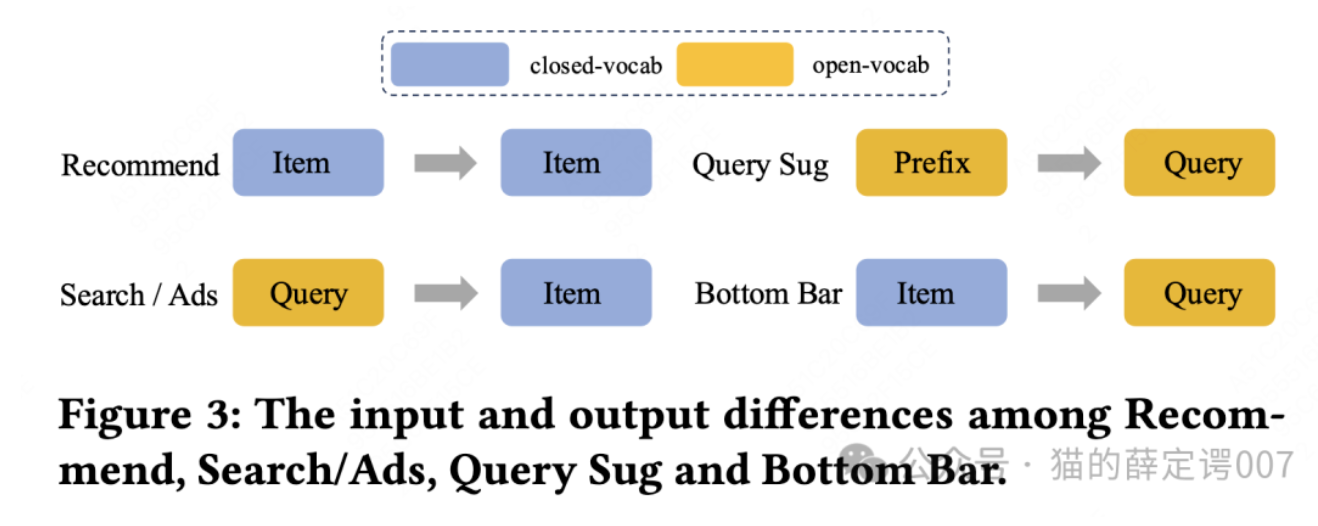 closed-vocab open-vocab
Recommend Item Item Query Sug Prefix Query
Search / Ads Query Item Bottom Bar Item Query
Figure 3: The input and output differences among Recom-
mend, Search/Ads, Query Sug and Bottom Bar.
公众号 · 猫的薛定谔007